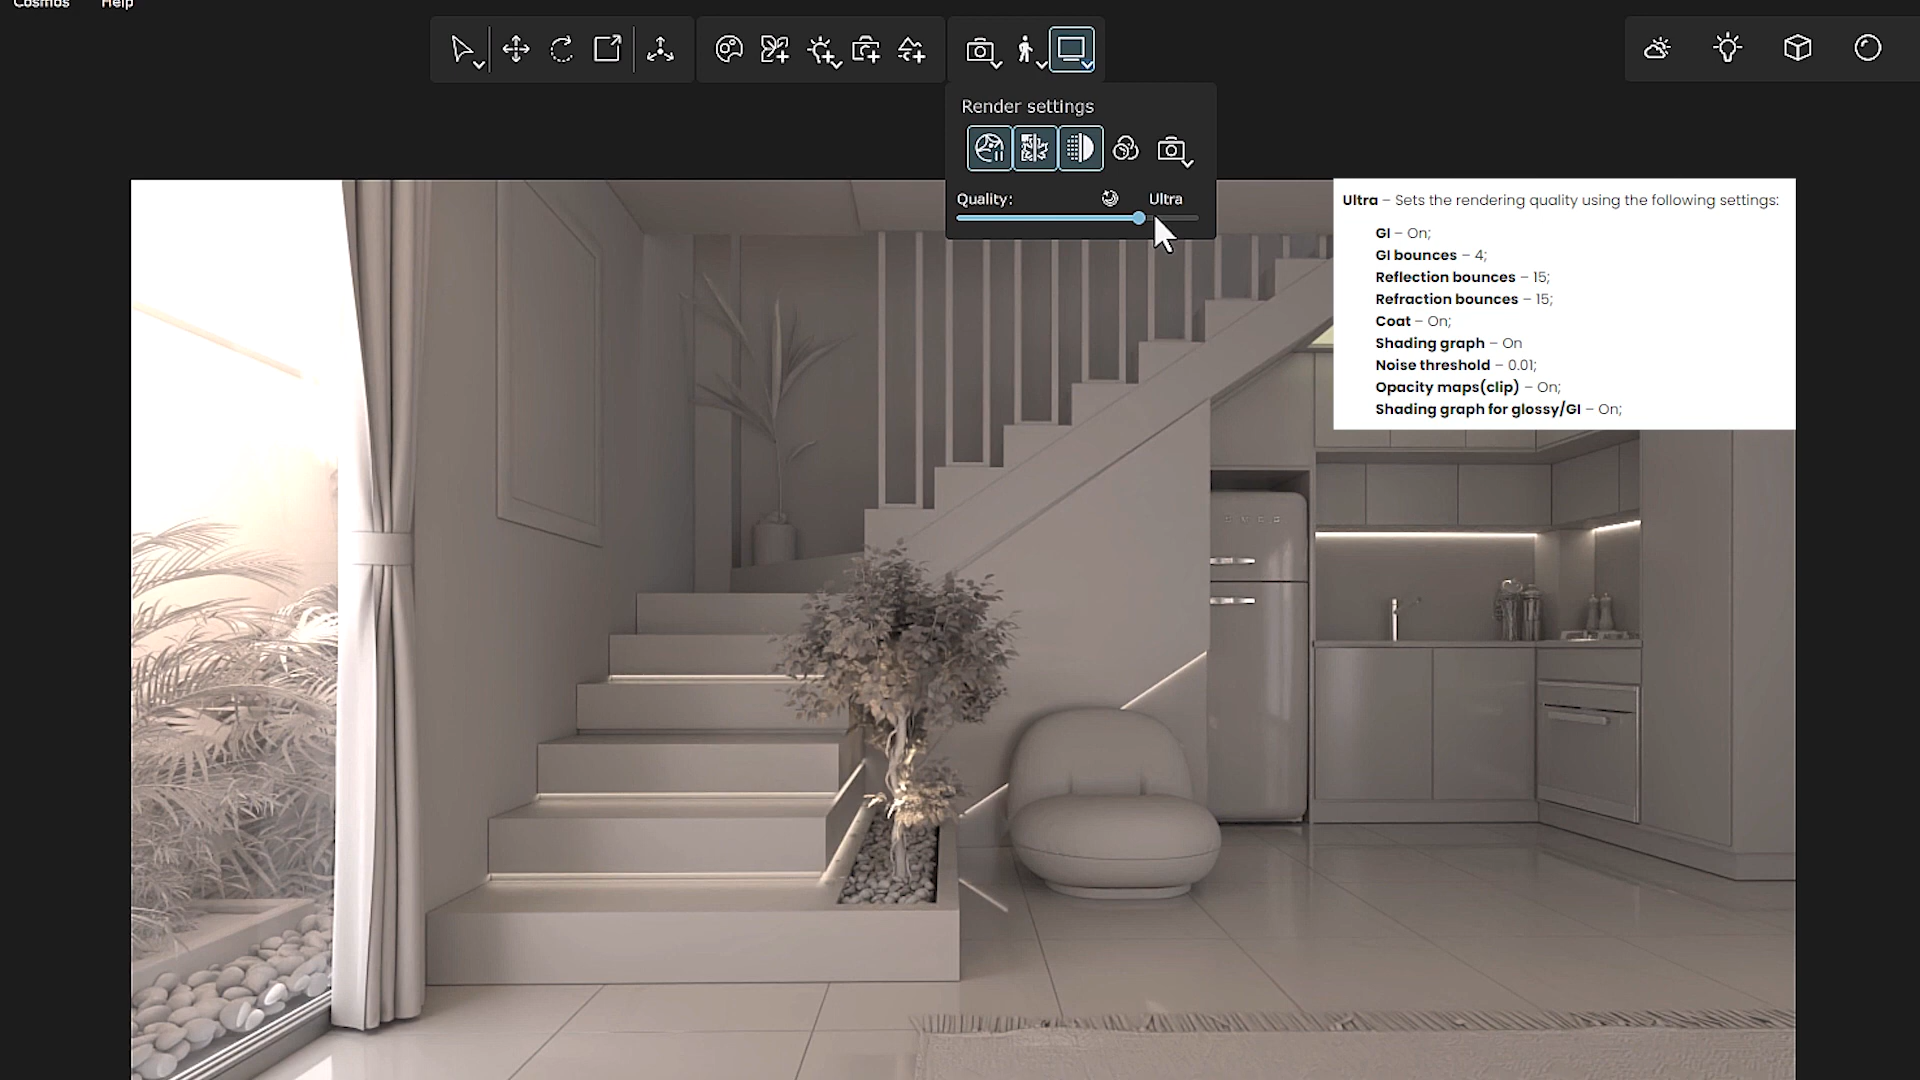 Cosmos Help
Render settings
Quality: Ultra
Ultra – Sets the rendering quality using the following settings:
GI – On;
GI bounces – 4;
Reflection bounces – 15;
Refraction bounces – 15;
Coat – On;
Shading graph – On
Noise threshold – 0.01;
Opacity maps(clip) – On;
Shading graph for glossy/GI – On;